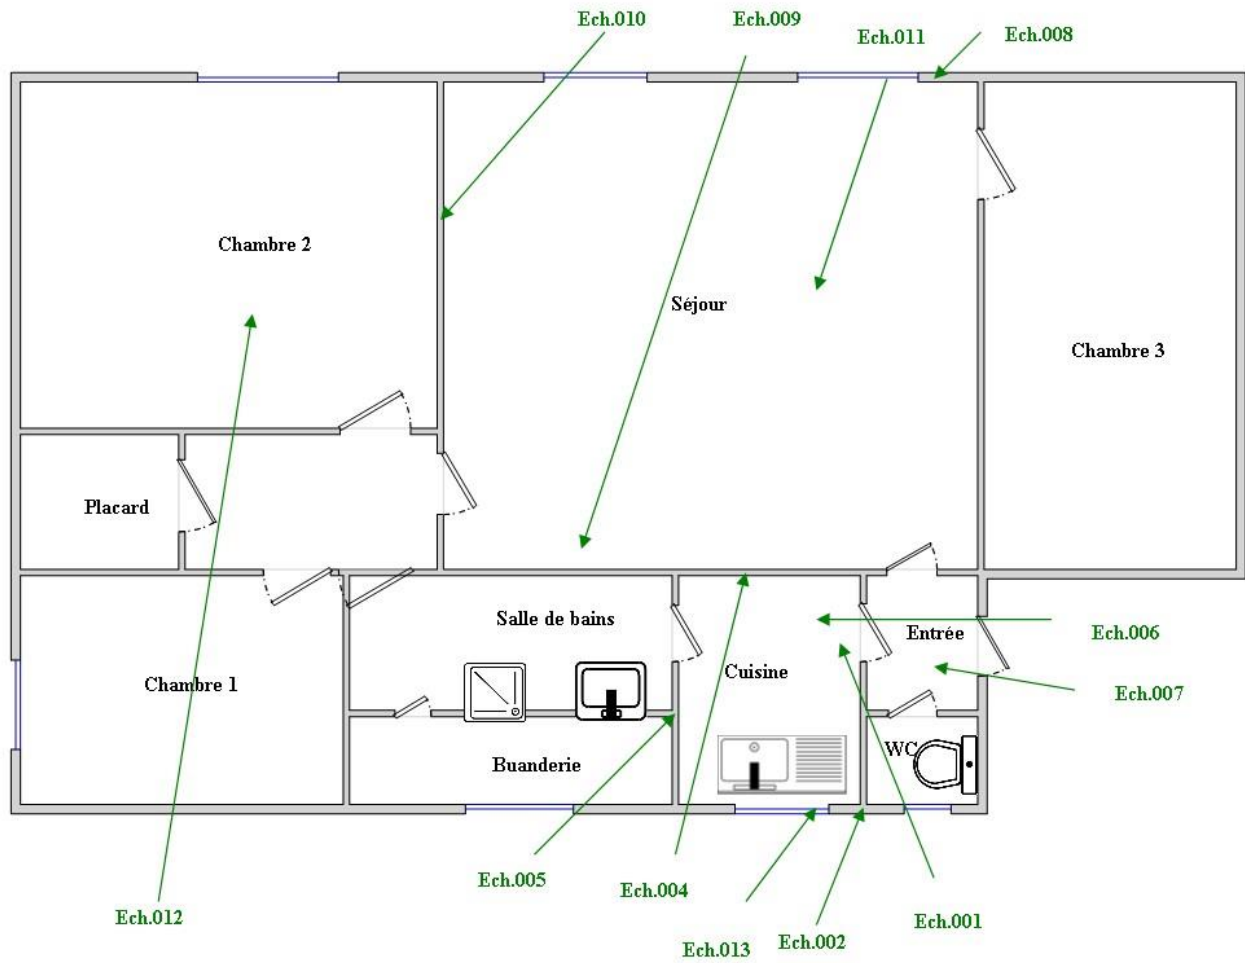 Ech.010
Ech.009
Ech.011
Ech.008
Chambre 2
Séjour
Chambre 3
Placard
Salle de bains
Entrée
Ech.006
Chambre 1
Cuisine
Ech.007
Buanderie
WC
Ech.005
Ech.004
Ech.012
Ech.001
Ech.013
Ech.002